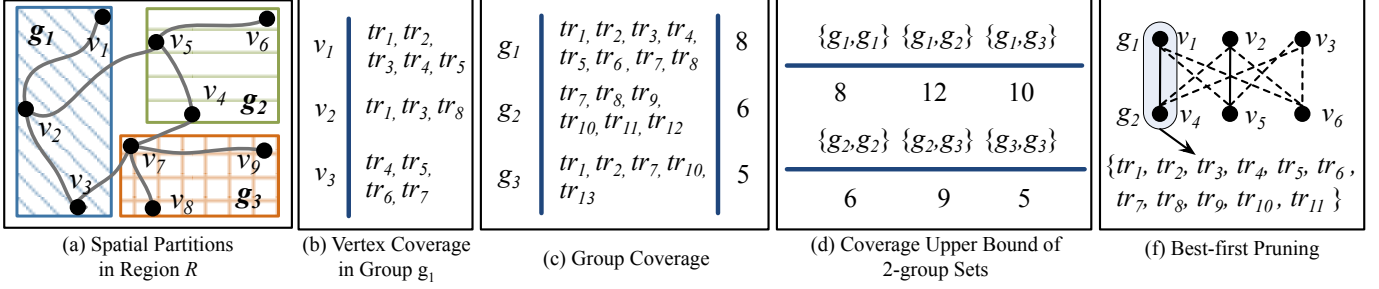 g1
v1
v2
v3
v5
v6
v4
g2
v7
v9
v8
g3
(a) Spatial Partitions
in Region R
v1
tr1, tr2,
tr3, tr4, tr5
v2
tr1, tr3, tr8
v3
tr4, tr5,
tr6, tr7
(b) Vertex Coverage
in Group g1
g1
tr1, tr2, tr3, tr4,
tr5, tr6, tr7, tr8
8
g2
tr7, tr8, tr9,
tr10, tr11, tr12
6
g3
tr1, tr2, tr7, tr10,
tr13
5
(c) Group Coverage
{g1,g1} {g1,g2} {g1,g3}
8 12 10
{g2,g2} {g2,g3} {g3,g3}
6 9 5
(d) Coverage Upper Bound of
2-group Sets
g1 v1 v2 v3
g2 v4 v5 v6
{tr1, tr2, tr3, tr4, tr5, tr6 ,
tr7, tr8, tr9, tr10 , tr11 }
(f) Best-first Pruning